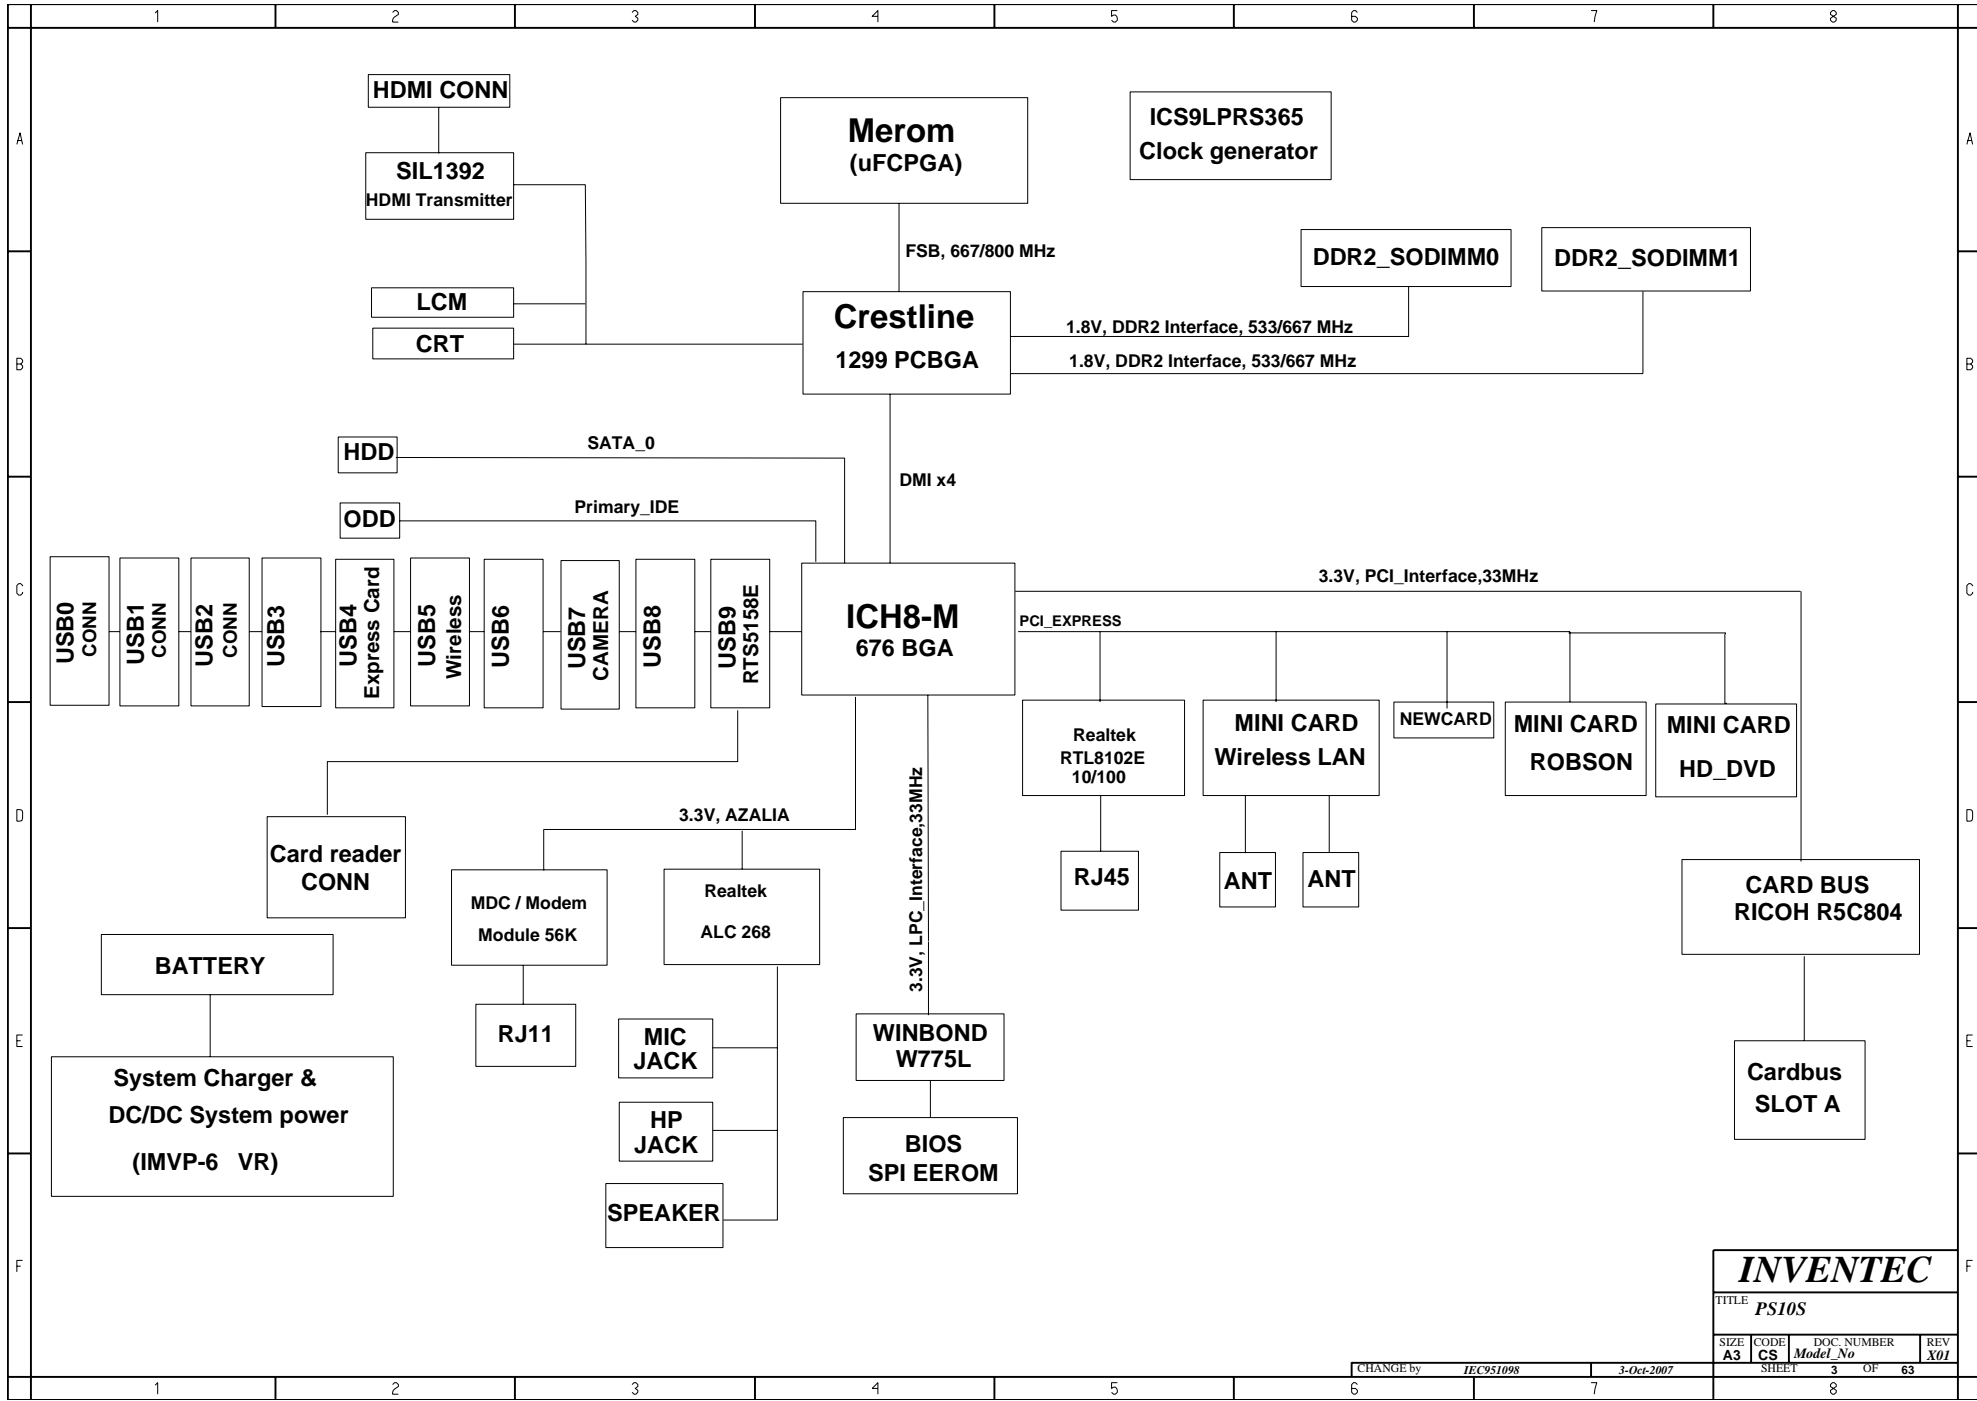 1 2 3 4 5 6 7 8
HDMI CONN
SIL1392
HDMI Transmitter
Merom
(uFCPGA)
ICS9LPRS365
Clock generator
A A
FSB, 667/800 MHz
DDR2_SODIMM0
DDR2_SODIMM1
LCM
CRT
Crestline
1299 PCBGA
1.8V, DDR2 Interface, 533/667 MHz
1.8V, DDR2 Interface, 533/667 MHz
B B
HDD
SATA_0
DMI x4
ODD
Primary_IDE
USB0
CONN
USB1
CONN
USB2
CONN
USB3
USB4
Express Card
USB5
Wireless
USB6
USB7
CAMERA
USB8
USB9
RTS5158E
ICH8-M
676 BGA
3.3V, PCI_Interface,33MHz
PCI_EXPRESS
C C
Realtek
RTL8102E
10/100
MINI CARD
Wireless LAN
NEWCARD
MINI CARD
ROBSON
MINI CARD
HD_DVD
3.3V, AZALIA
3.3V, LPC_Interface,33MHz
D D
Card reader
CONN
MDC / Modem
Module 56K
Realtek
ALC 268
RJ45
ANT
ANT
CARD BUS
RICOH R5C804
BATTERY
RJ11
MIC
JACK
WINBOND
W775L
E E
System Charger &
DC/DC System power
(IMVP-6 VR)
HP
JACK
BIOS
SPI EEROM
Cardbus
SLOT A
SPEAKER
F F
INVENTEC
TITLE PS10S
SIZE CODE DOC. NUMBER REV
A3 CS Model_No X01
CHANGE by IEC951098 3-Oct-2007 SHEET 3 OF 63
1 2 3 4 5 6 7 8